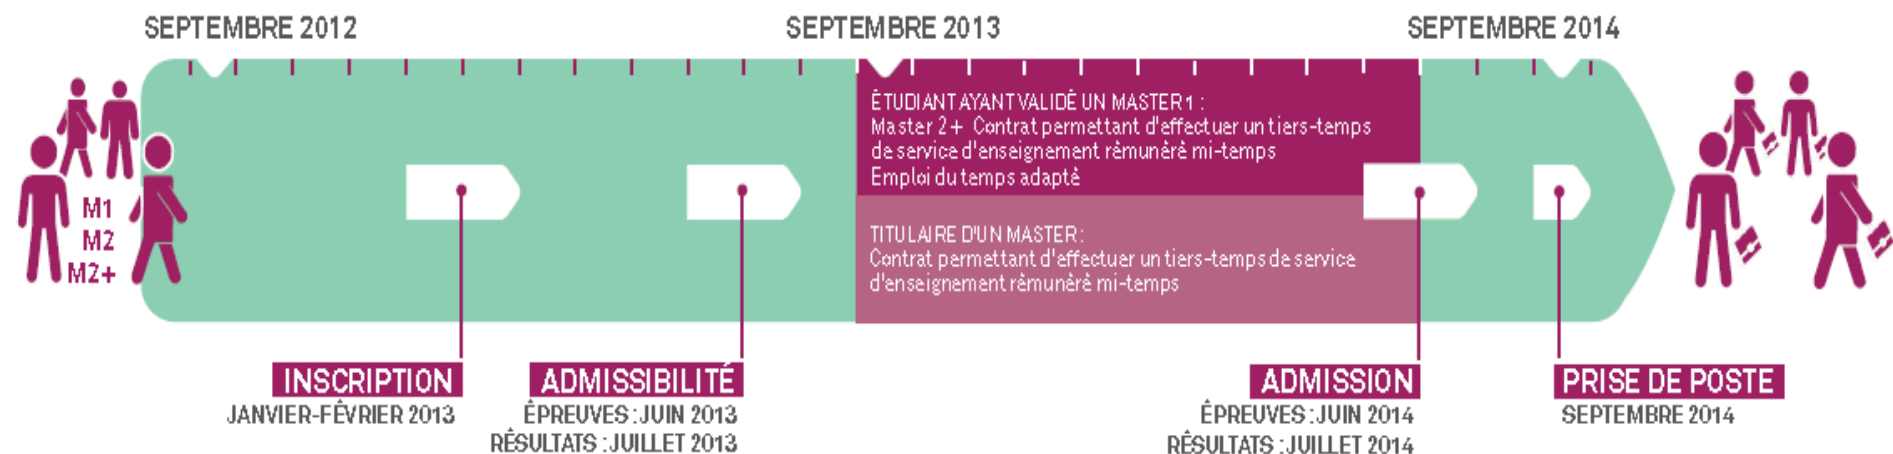 SEPTEMBRE 2012
SEPTEMBRE 2013
SEPTEMBRE 2014
M1
M2
M2+
ÉTUDIANT AYANT VALIDÉ UN MASTER 1 :
Master 2 + Contrat permettant d'effectuer un tiers-temps
de service d'enseignement rémunéré mi-temps
Emploi du temps adapté
TITULAIRE D'UN MASTER :
Contrat permettant d'effectuer un tiers-temps de service
d'enseignement rémunéré mi-temps
INSCRIPTION
JANVIER-FÉVRIER 2013
ADMISSIBILITÉ
ÉPREUVES : JUIN 2013
RÉSULTATS : JUILLET 2013
ADMISSION
ÉPREUVES : JUIN 2014
RÉSULTATS : JUILLET 2014
PRISE DE POSTE
SEPTEMBRE 2014